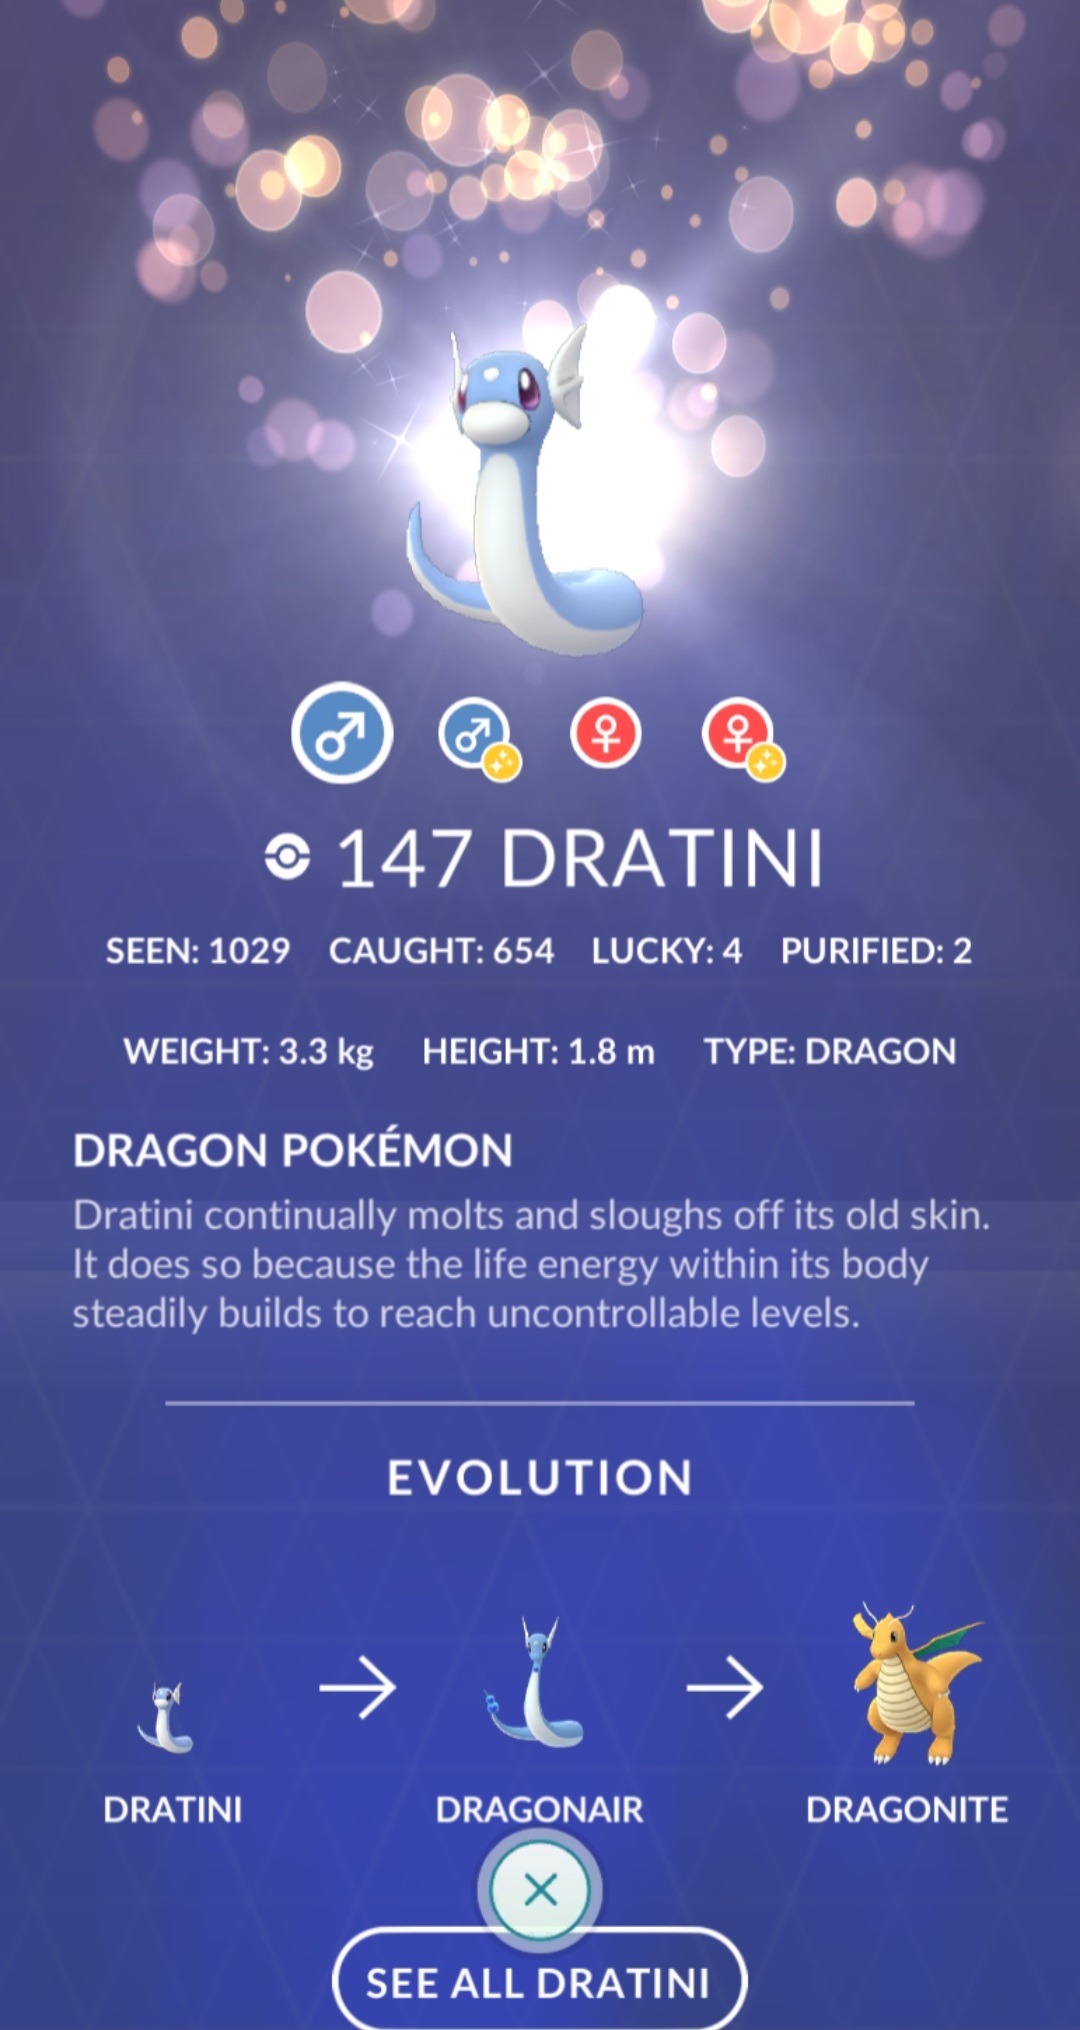 147 DRATINI
SEEN: 1029 CAUGHT: 654 LUCKY: 4 PURIFIED: 2
WEIGHT: 3.3 kg HEIGHT: 1.8 m TYPE: DRAGON
DRAGON POKÉMON
Dratini continually molts and sloughs off its old skin.
It does so because the life energy within its body
steadily builds to reach uncontrollable levels.
EVOLUTION
DRATINI DRAGONAIR DRAGONITE
SEE ALL DRATINI